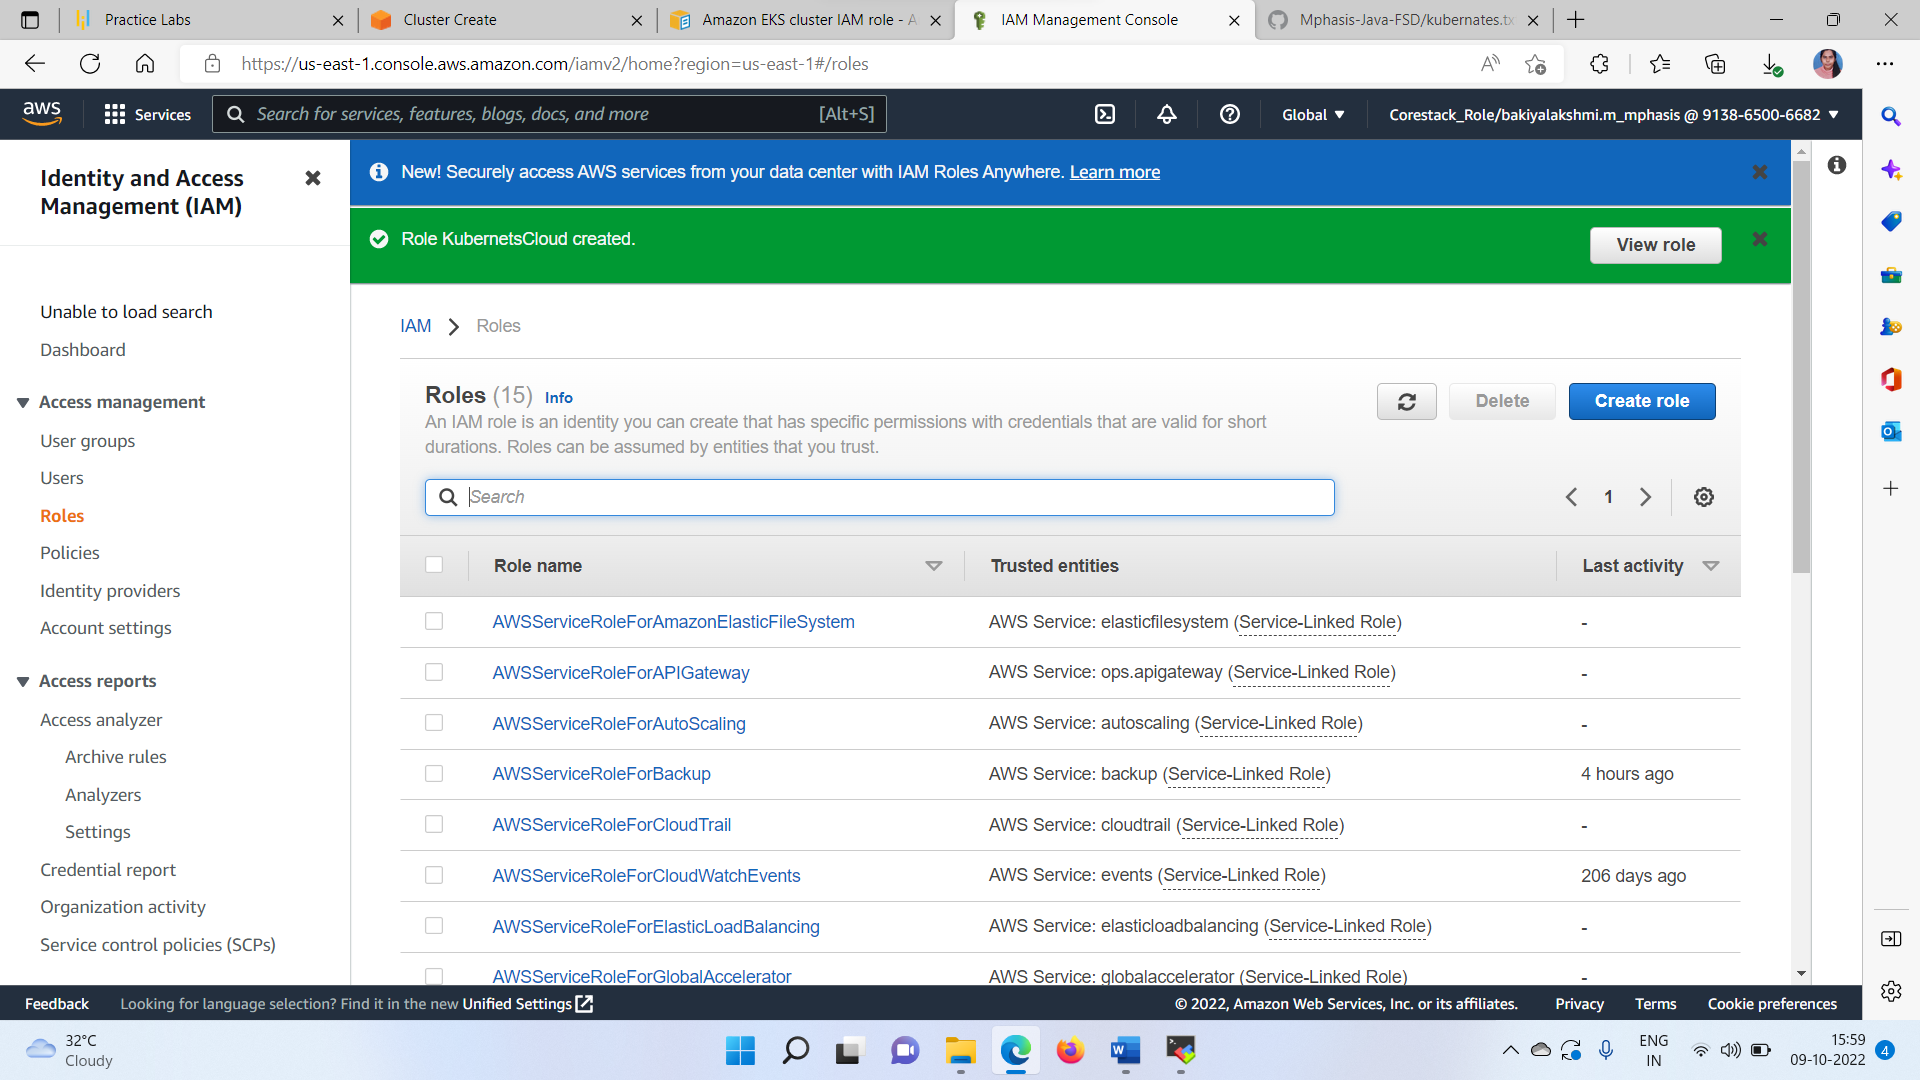 Practice Labs
Cluster Create
Amazon EKS cluster IAM role - A
IAM Management Console
Mphasis-Java-FSD/kubernates.tx
https://us-east-1.console.aws.amazon.com/iamv2/home?region=us-east-1#/roles
aws
Services
Search for services, features, blogs, docs, and more
[Alt+S]
Global
Corestack_Role/bakiyalakshmi.m_mphasis @ 9138-6500-6682
Identity and Access
Management (IAM)
Unable to load search
Dashboard
Access management
User groups
Users
Roles
Policies
Identity providers
Account settings
Access reports
Access analyzer
Archive rules
Analyzers
Settings
Credential report
Organization activity
Service control policies (SCPs)
New! Securely access AWS services from your data center with IAM Roles Anywhere. Learn more
Role KubernetsCloud created.
View role
IAM
Roles
Roles (15) Info
An IAM role is an identity you can create that has specific permissions with credentials that are valid for short
durations. Roles can be assumed by entities that you trust.
Delete
Create role
Search
1
Role name
Trusted entities
Last activity
AWSServiceRoleForAmazonElasticFileSystem
AWS Service: elasticfilesystem (Service-Linked Role)
-
AWSServiceRoleForAPIGateway
AWS Service: ops.apigateway (Service-Linked Role)
-
AWSServiceRoleForAutoScaling
AWS Service: autoscaling (Service-Linked Role)
-
AWSServiceRoleForBackup
AWS Service: backup (Service-Linked Role)
4 hours ago
AWSServiceRoleForCloudTrail
AWS Service: cloudtrail (Service-Linked Role)
-
AWSServiceRoleForCloudWatchEvents
AWS Service: events (Service-Linked Role)
206 days ago
AWSServiceRoleForElasticLoadBalancing
AWS Service: elasticloadbalancing (Service-Linked Role)
-
AWSServiceRoleForGlobalAccelerator
AWS Service: globalaccelerator (Service-Linked Role)
-
Feedback
Looking for language selection? Find it in the new Unified Settings
© 2022, Amazon Web Services, Inc. or its affiliates.
Privacy
Terms
Cookie preferences
32°C
Cloudy
ENG
IN
15:59
09-10-2022
4